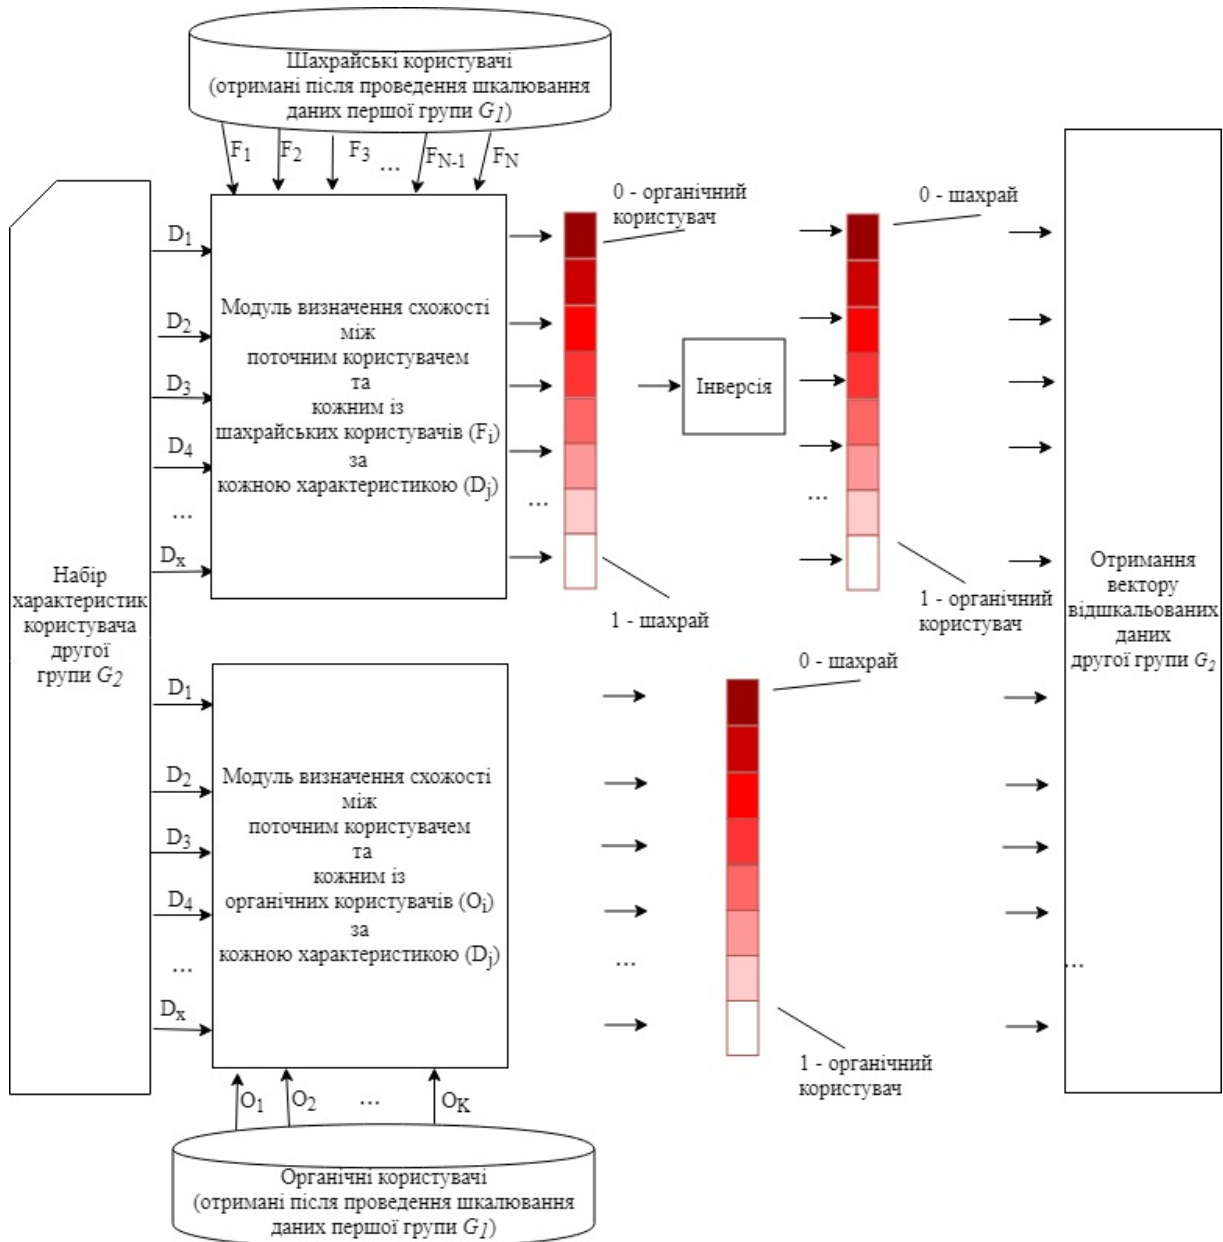 Шахрайські користувачі
(отримані після проведення шкалювання
даних першої групи G1)
F1
F2
F3
...
FN-1
FN
Набір
характеристик
користувача
другої
групи G2
D1
D2
D3
D4
...
Dx
Модуль визначення схожості
між
поточним користувачем
та
кожним із
шахрайських користувачів (Fi)
за
кожною характеристикою (Dj)
...
0 - органічний
користувач
1 - шахрай
Інверсія
...
0 - шахрай
1 - органічний
користувач
D1
D2
D3
D4
...
Dx
Модуль визначення схожості
між
поточним користувачем
та
кожним із
органічних користувачів (Oi)
за
кожною характеристикою (Dj)
...
0 - шахрай
1 - органічний
користувач
...
Отримання
вектору
відшкальованих
даних
другої групи G2
O1
O2
...
OK
Органічні користувачі
(отримані після проведення шкалювання
даних першої групи G1)